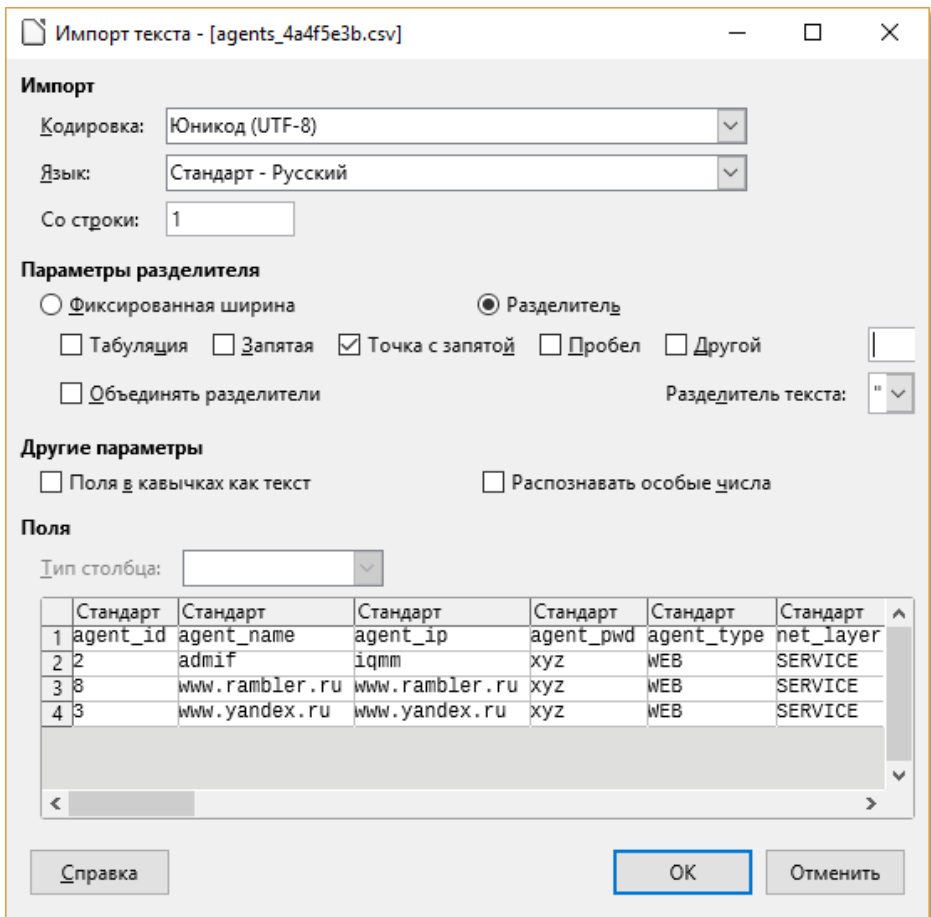 Импорт текста - [agents_4a4f5e3b.csv]
Импорт
Кодировка: Юникод (UTF-8)
Язык: Стандарт - Русский
Со строки: 1
Параметры разделителя
Фиксированная ширина Разделитель
Табуляция Запятая Точка с запятой Пробел Другой
Объединять разделители Разделитель текста: "
Другие параметры
Поля в кавычках как текст Распознавать особые числа
Поля
Тип столбца:
Стандарт Стандарт Стандарт Стандарт Стандарт Стандарт
1 agent_id agent_name agent_ip agent_pwd agent_type net_layer
2 2 admif iqmm xyz WEB SERVICE
3 8 www.rambler.ru www.rambler.ru xyz WEB SERVICE
4 3 www.yandex.ru www.yandex.ru xyz WEB SERVICE
Справка OK Отменить